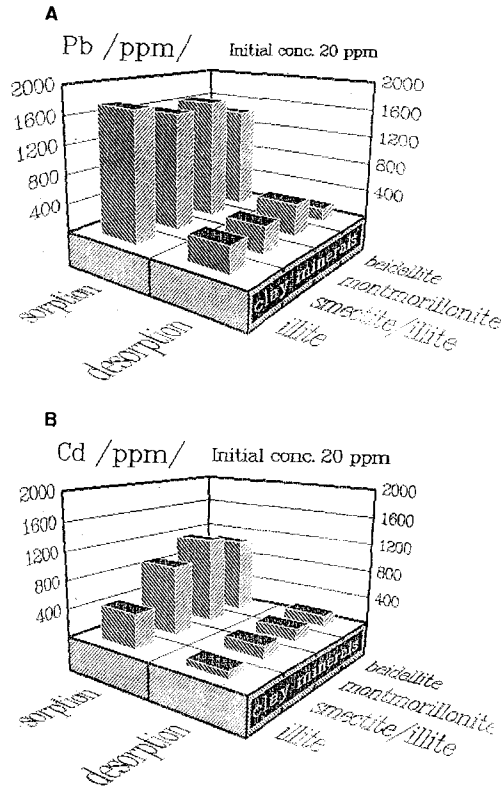 A
Pb /ppm/ Initial conc. 20 ppm
2000
1600
1200
800
400
2000
1600
1200
800
400
sorption
desorption
clay minerals
beidellite
montmorillonite
smectite/illite
illite
B
Cd /ppm/ Initial conc. 20 ppm
2000
1600
1200
800
400
2000
1200
800
400
sorption
desorption
clay minerals
beidellite
montmorillonite
smectite/illite
illite